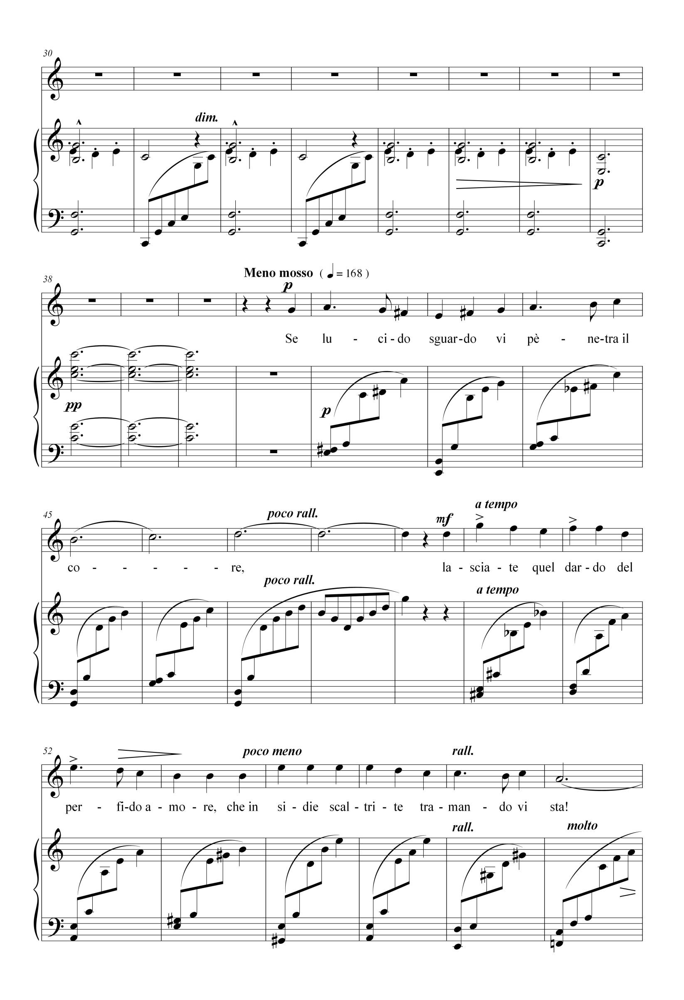 30
dim.
p
38
Meno mosso ( ♩ = 168 )
p
Se lu - ci - do sguar - do vi pè - ne - tra il
pp
p
45
poco rall.
mf
a tempo
co - - - - - re, la - scia - te quel dar - do del
poco rall.
a tempo
52
poco meno
rall.
per - fi - do a - mo - re, che in si - die scal - tri - te tra - man - do vi sta!
rall.
molto